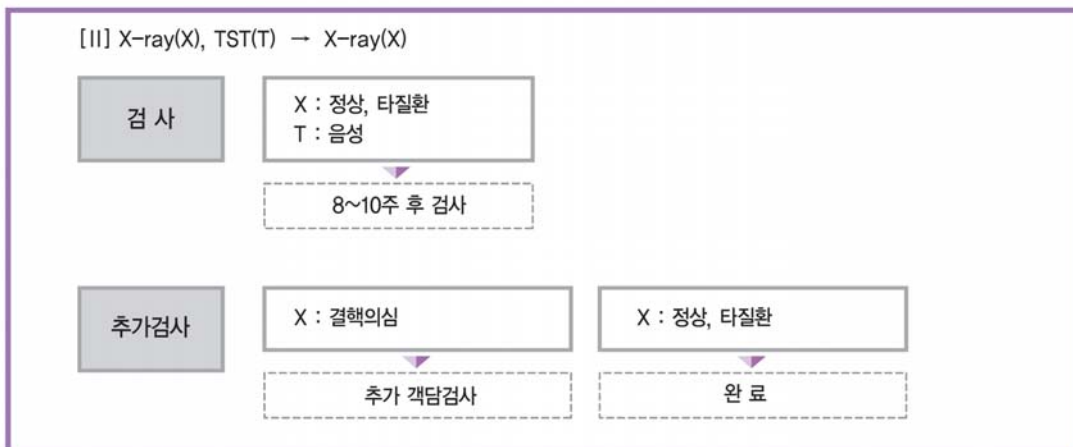 [II] X-ray(X), TST(T) → X-ray(X)
검 사
X : 정상, 타질환
T : 음성
8~10주 후 검사
추가검사
X : 결핵의심
X : 정상, 타질환
추가 객담검사
완 료